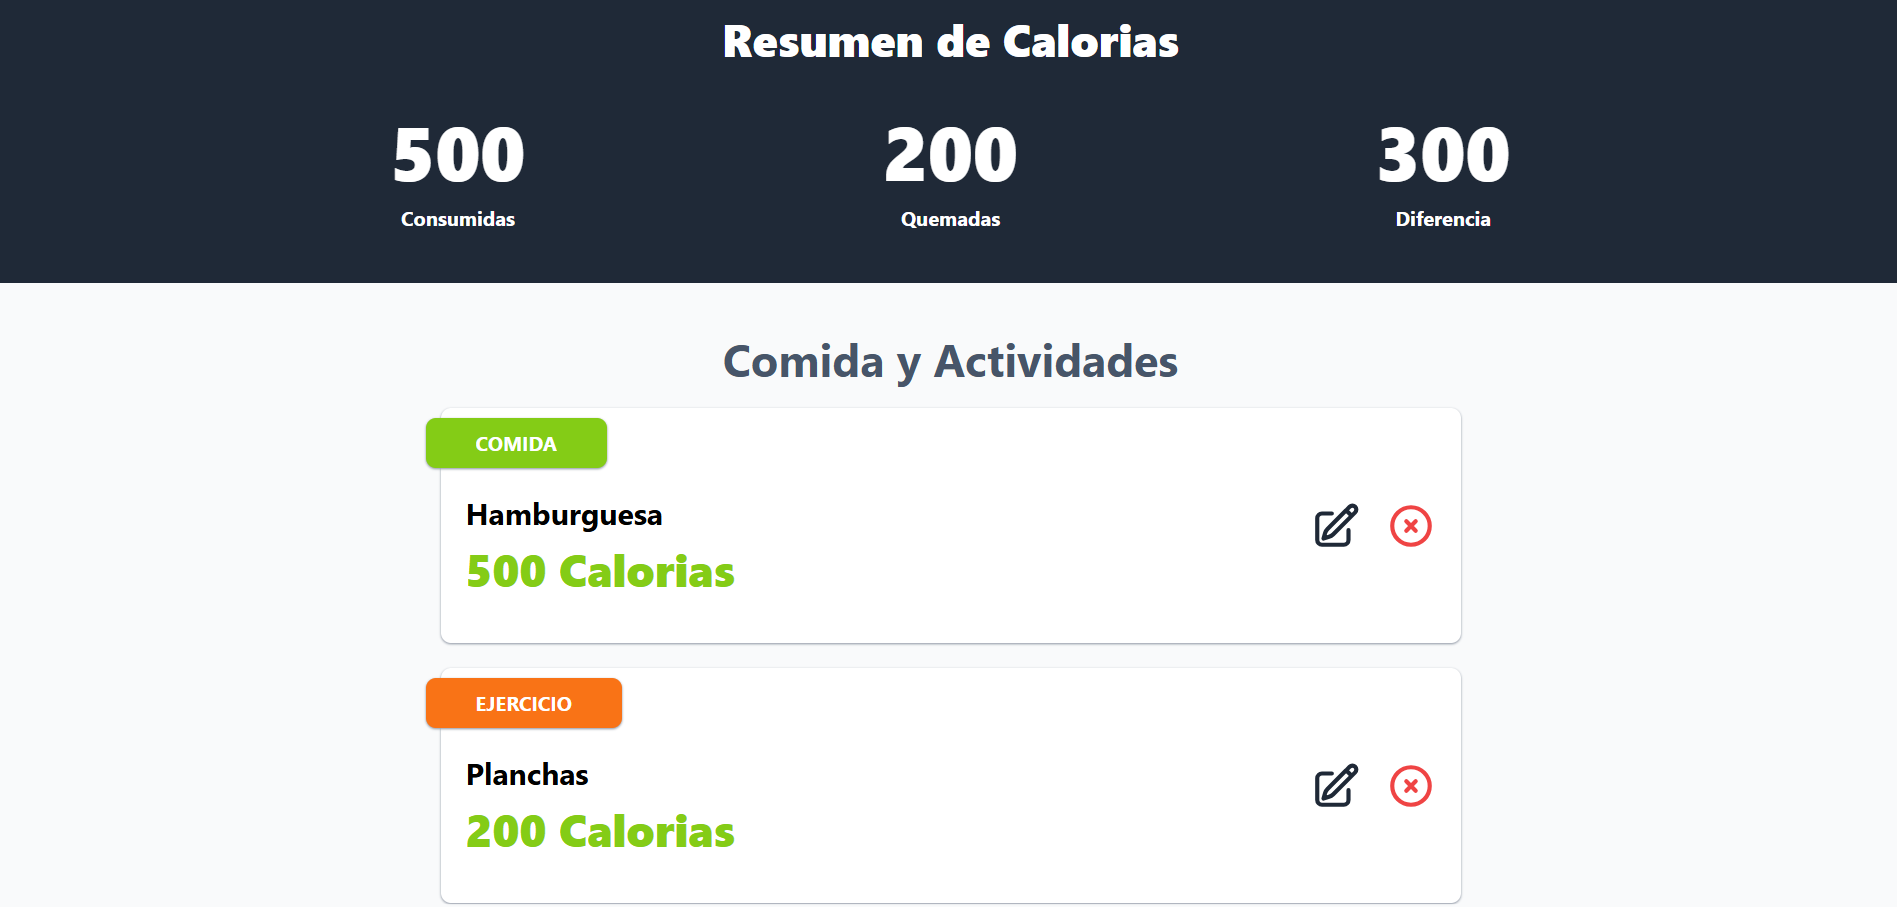 Resumen de Calorias
500 200 300
Consumidas Quemadas Diferencia
Comida y Actividades
COMIDA
Hamburguesa
500 Calorias
EJERCICIO
Planchas
200 Calorias